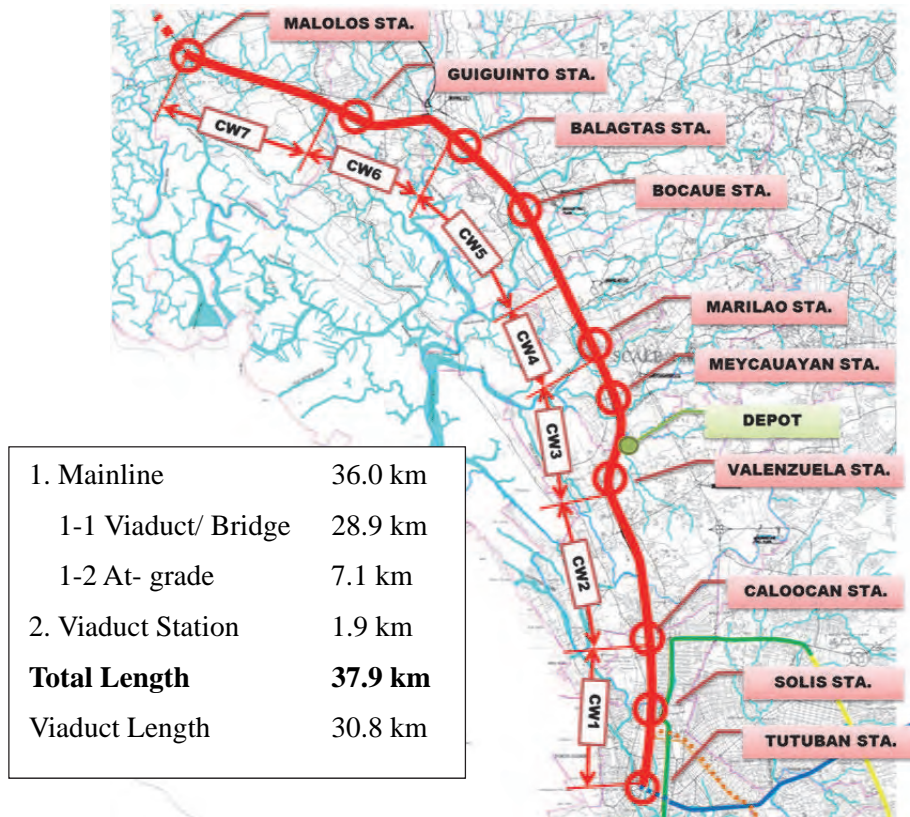 MALOLOS STA.
GUIGUINTO STA.
BALAGTAS STA.
BOCAUE STA.
MARILAO STA.
MEYCAUAYAN STA.
DEPOT
VALENZUELA STA.
CALOOCAN STA.
SOLIS STA.
TUTUBAN STA.
CW7
CW6
CW5
CW4
CW3
CW2
CW1
1. Mainline 36.0 km
1-1 Viaduct/ Bridge 28.9 km
1-2 At- grade 7.1 km
2. Viaduct Station 1.9 km
Total Length 37.9 km
Viaduct Length 30.8 km